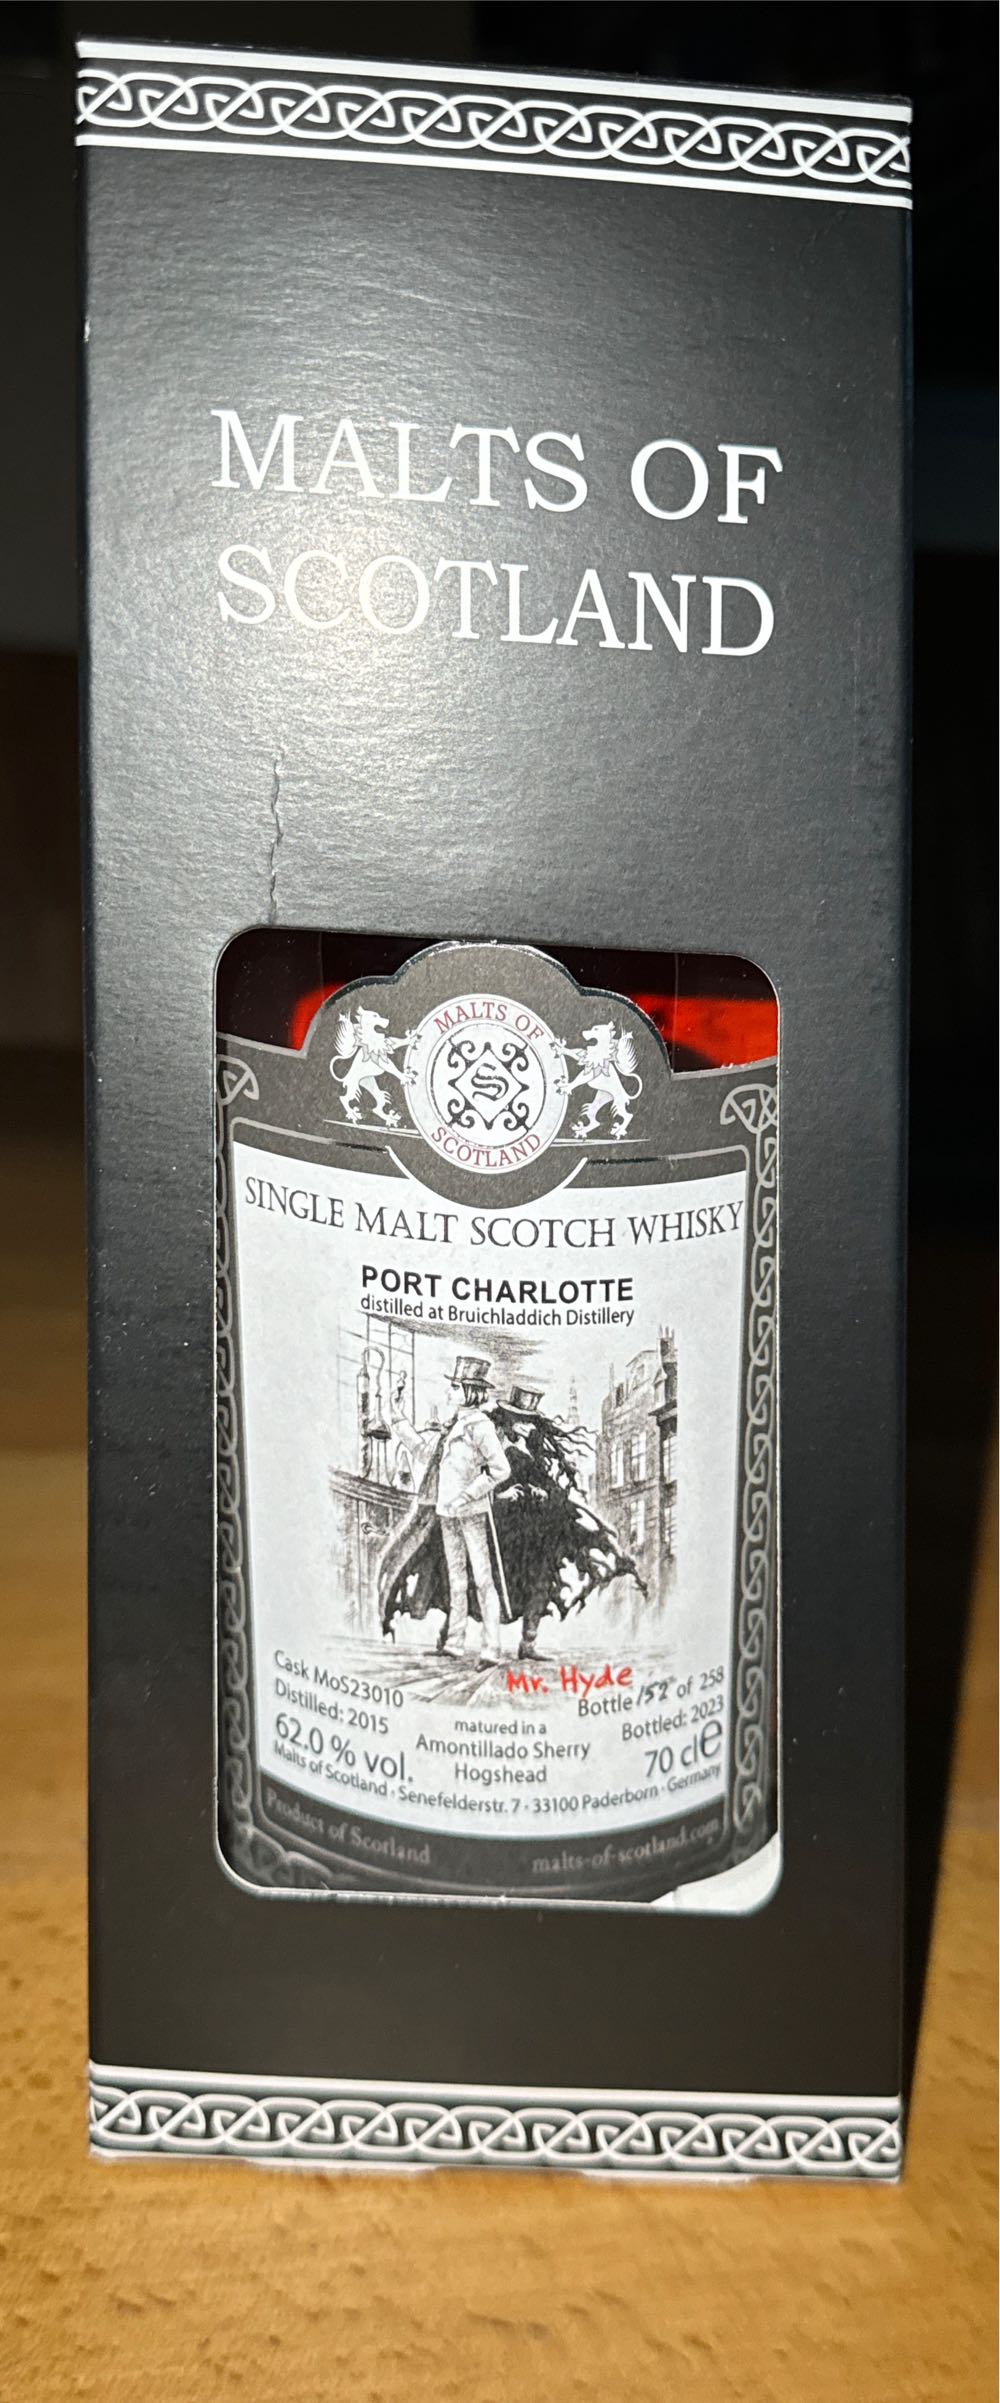 MALTS OF
SCOTLAND
MALTS OF
S
SCOTLAND
SINGLE MALT SCOTCH WHISKY
PORT CHARLOTTE
distilled at Bruichladdich Distillery
Mr. Hyde
Cask MoS23010
Distilled: 2015
62.0 % vol.
matured in a
Amontillado Sherry
Hogshead
Bottle 152 of 258
Bottled: 2023
70 cl e
Malts of Scotland · Senefelderstr. 7 · 33100 Paderborn · Germany
Product of Scotland
malts-of-scotland.com